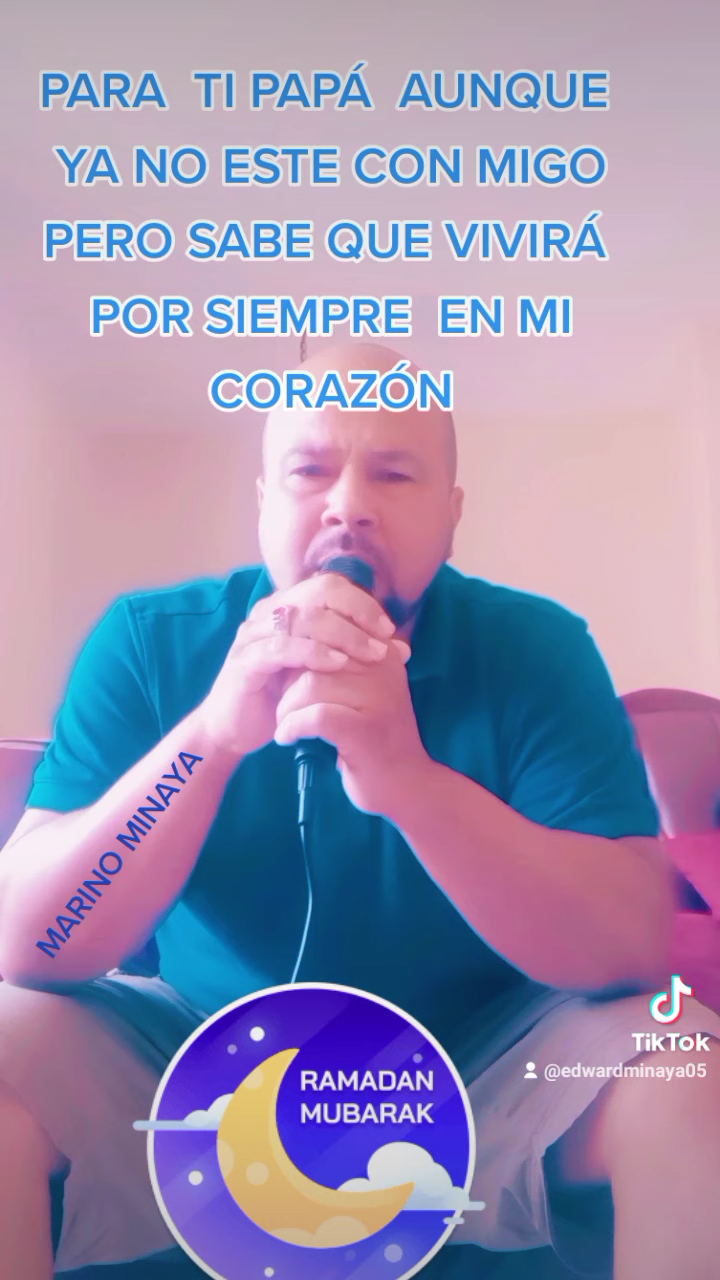 PARA TI PAPÁ AUNQUE
YA NO ESTE CON MIGO
PERO SABE QUE VIVIRÁ
POR SIEMPRE EN MI
CORAZÓN
MARINO MINAYA
RAMADAN
MUBARAK
TikTok
@edwardminaya05